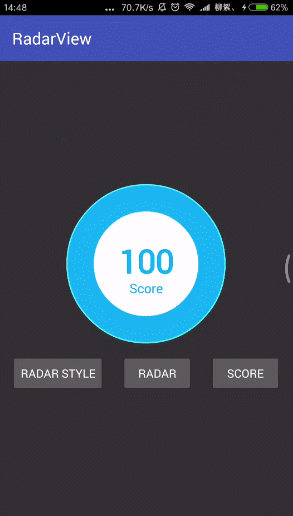 14:48 ... 70.7K/s 62%
RadarView
100
Score
RADAR STYLE RADAR SCORE